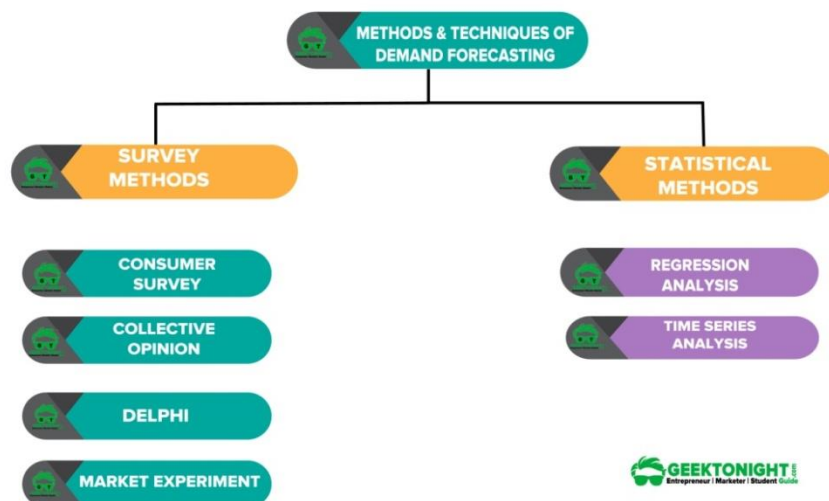 METHODS & TECHNIQUES OF
DEMAND FORECASTING
SURVEY
METHODS
STATISTICAL
METHODS
CONSUMER
SURVEY
COLLECTIVE
OPINION
DELPHI
MARKET EXPERIMENT
REGRESSION
ANALYSIS
TIME SERIES
ANALYSIS
GEEKTONIGHT.com
Entrepreneur | Marketer | Student Guide